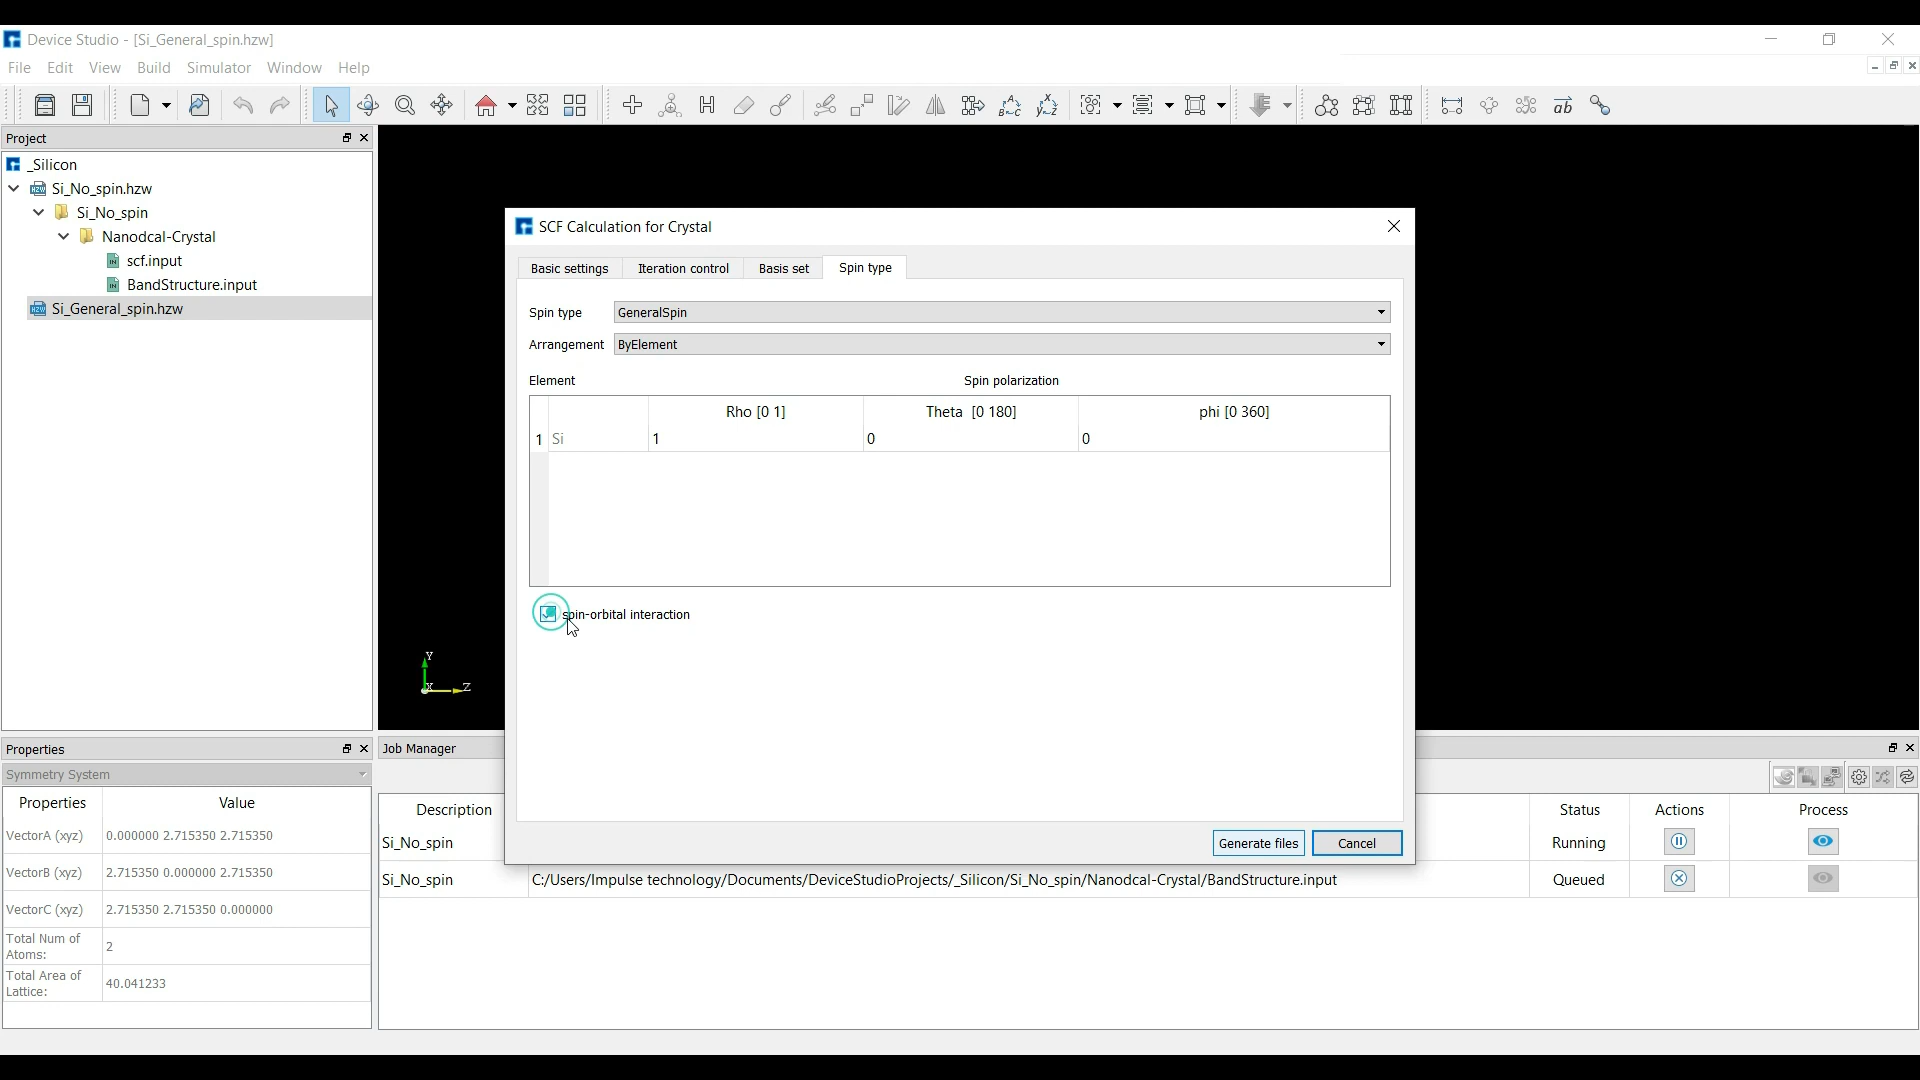 Device Studio - [Si_General_spin.hzw]
File Edit View Build Simulator Window Help
Project
_Silicon
Si_No_spin.hzw
Si_No_spin
Nanodcal-Crystal
scf.input
BandStructure.input
Si_General_spin.hzw
SCF Calculation for Crystal
Basic settings Iteration control Basis set Spin type
Spin type GeneralSpin
Arrangement ByElement
Element Spin polarization
Rho [0 1] Theta [0 180] phi [0 360]
1 Si 1 0 0
spin-orbital interaction
Generate files Cancel
Y
X Z
Properties
Symmetry System
Properties Value
VectorA (xyz) 0.000000 2.715350 2.715350
VectorB (xyz) 2.715350 0.000000 2.715350
VectorC (xyz) 2.715350 2.715350 0.000000
Total Num of Atoms: 2
Total Area of Lattice: 40.041233
Job Manager
Description Status Actions Process
Si_No_spin Running
Si_No_spin C:/Users/Impulse technology/Documents/DeviceStudioProjects/_Silicon/Si_No_spin/Nanodcal-Crystal/BandStructure.input Queued